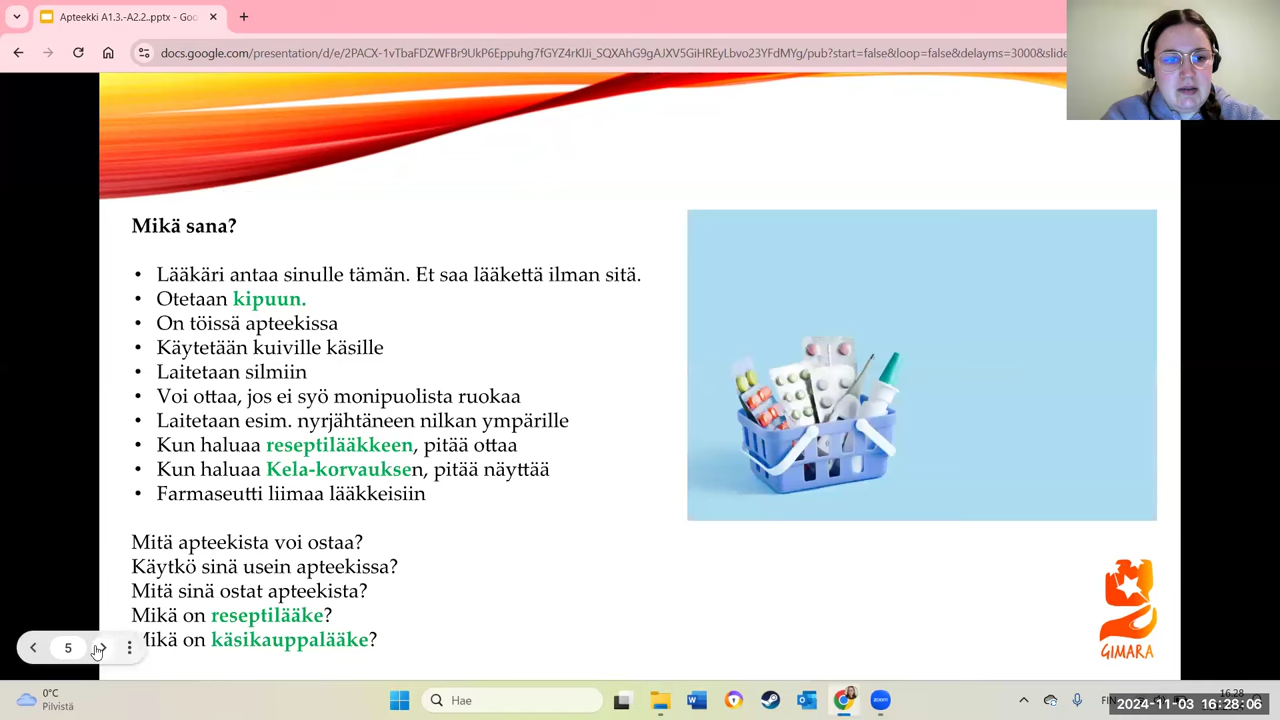 Apteekki A1.3.-A2.2.pptx - Goo
docs.google.com/presentation/d/e/2PACX-1vTbaFDZWFBr9UkP6Eppuhg7fGYZ4rKlJi_SQXAhG9gAJXV5GiHREyLbvo23YFdMYg/pub?start=false&loop=false&delayms=3000&slide
Mikä sana?
• Lääkäri antaa sinulle tämän. Et saa lääkettä ilman sitä.
• Otetaan kipuun.
• On töissä apteekissa
• Käytetään kuiville käsille
• Laitetaan silmiin
• Voi ottaa, jos ei syö monipuolista ruokaa
• Laitetaan esim. nyrjähtäneen nilkan ympärille
• Kun haluaa reseptilääkkeen, pitää ottaa
• Kun haluaa Kela-korvauksen, pitää näyttää
• Farmaseutti liimaa lääkkeisiin
Mitä apteekista voi ostaa?
Käytkö sinä usein apteekissa?
Mitä sinä ostat apteekista?
Mikä on reseptilääke?
Mikä on käsikauppalääke?
5
GIMARA
0°C
Pilvistä
Hae
FIN
16.28
2024-11-03 16:28:06